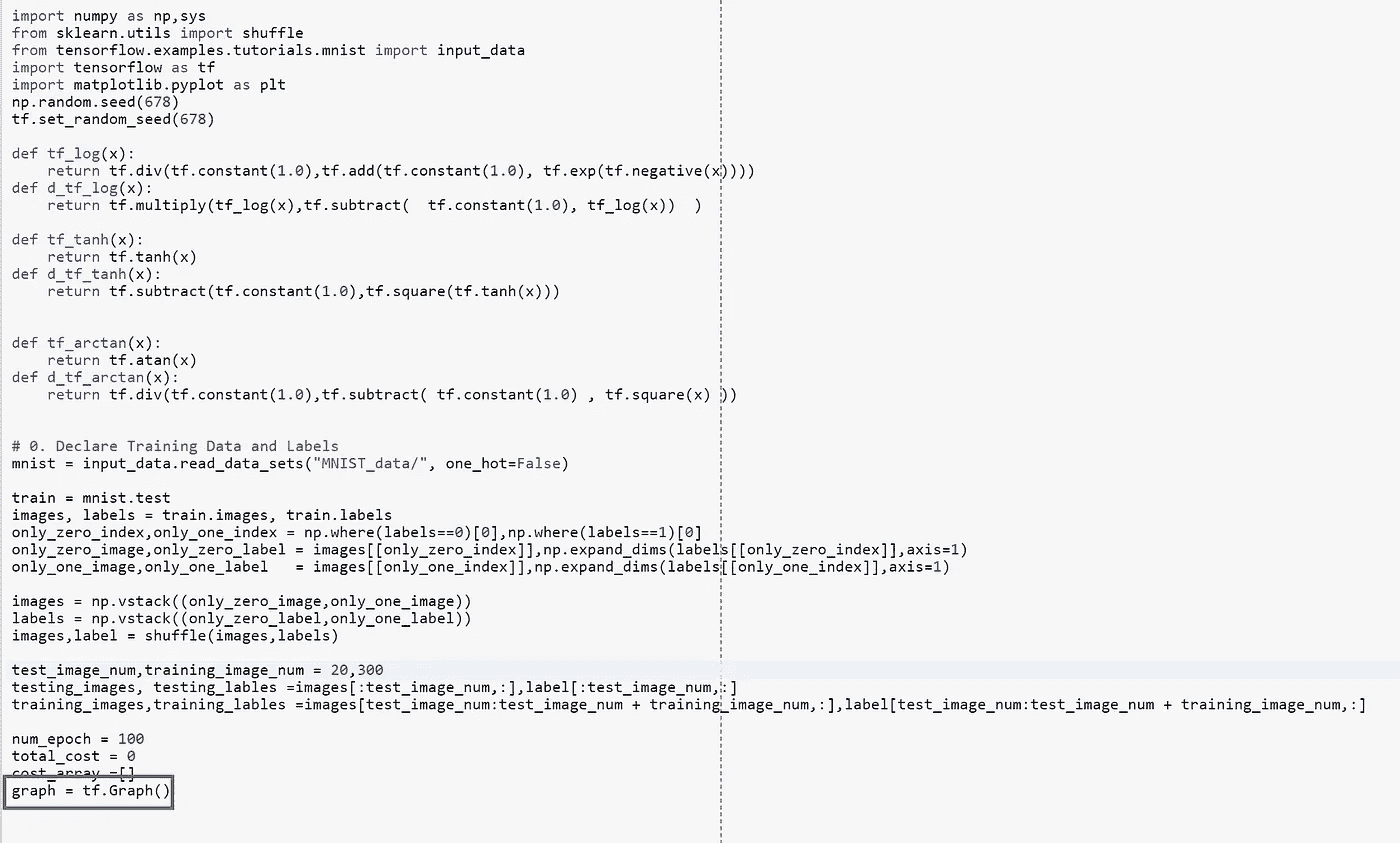 import numpy as np,sys
from sklearn.utils import shuffle
from tensorflow.examples.tutorials.mnist import input_data
import tensorflow as tf
import matplotlib.pyplot as plt
np.random.seed(678)
tf.set_random_seed(678)
def tf_log(x):
    return tf.div(tf.constant(1.0),tf.add(tf.constant(1.0), tf.exp(tf.negative(x))))
def d_tf_log(x):
    return tf.multiply(tf_log(x),tf.subtract(  tf.constant(1.0), tf_log(x))  )
def tf_tanh(x):
    return tf.tanh(x)
def d_tf_tanh(x):
    return tf.subtract(tf.constant(1.0),tf.square(tf.tanh(x)))
def tf_arctan(x):
    return tf.atan(x)
def d_tf_arctan(x):
    return tf.div(tf.constant(1.0),tf.subtract( tf.constant(1.0) , tf.square(x) ))
# 0. Declare Training Data and Labels
mnist = input_data.read_data_sets("MNIST_data/", one_hot=False)
train = mnist.test
images, labels = train.images, train.labels
only_zero_index,only_one_index = np.where(labels==0)[0],np.where(labels==1)[0]
only_zero_image,only_zero_label = images[[only_zero_index]],np.expand_dims(labels[[only_zero_index]],axis=1)
only_one_image,only_one_label   = images[[only_one_index]],np.expand_dims(labels[[only_one_index]],axis=1)
images = np.vstack((only_zero_image,only_one_image))
labels = np.vstack((only_zero_label,only_one_label))
images,label = shuffle(images,labels)
test_image_num,training_image_num = 20,300
testing_images, testing_lables =images[:test_image_num,:],label[:test_image_num,:]
training_images,training_lables =images[test_image_num:test_image_num + training_image_num,:],label[test_image_num:test_image_num + training_image_num,:]
num_epoch = 100
total_cost = 0
cost_array =[]
graph = tf.Graph()